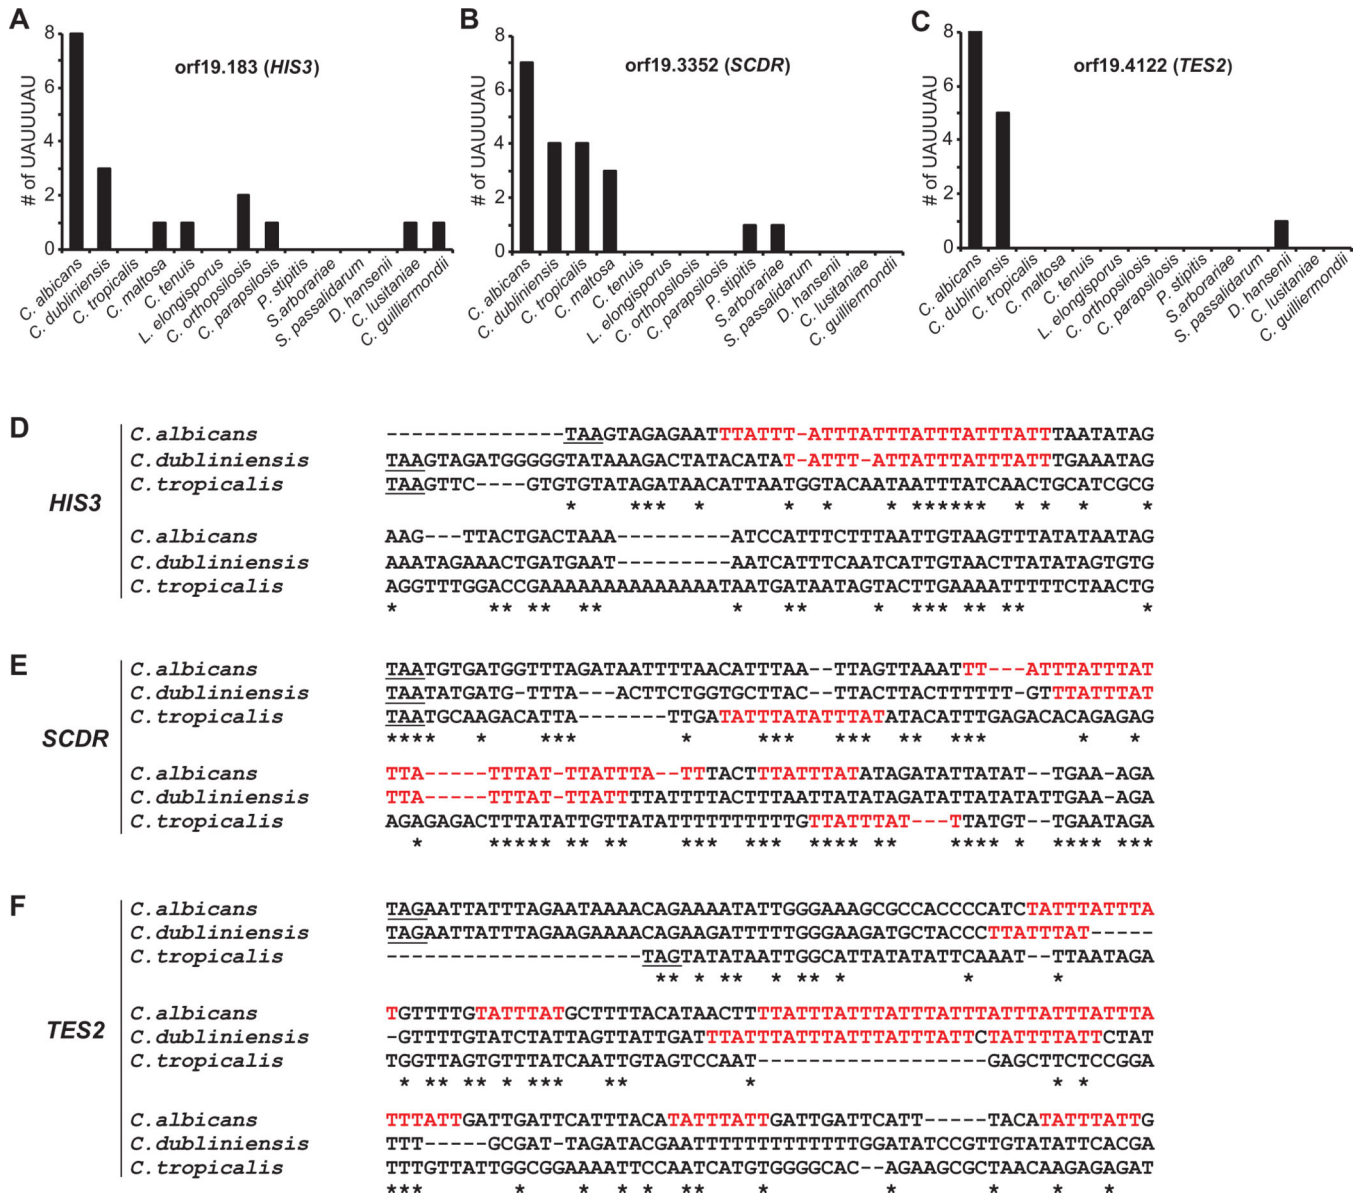 A
B
C
orf19.183 (HIS3)
orf19.3352 (SCDR)
orf19.4122 (TES2)
# of UAUUUAU
8
6
4
2
0
C. albicans
C. dubliniensis
C. tropicalis
C. maltosa
C. tenuis
L. elongisporus
C. orthopsilosis
C. parapsilosis
P. stipitis
S.arborariae
S. passalidarum
D. hansenii
C. lusitaniae
C. guilliermondii
# of UAUUUAU
8
6
4
2
0
C. albicans
C. dubliniensis
C. tropicalis
C. maltosa
C. tenuis
L. elongisporus
C. orthopsilosis
C. parapsilosis
P. stipitis
S.arborariae
S. passalidarum
D. hansenii
C. lusitaniae
C. guilliermondii
# of UAUUUAU
8
6
4
2
0
C. albicans
C. dubliniensis
C. tropicalis
C. maltosa
C. tenuis
L. elongisporus
C. orthopsilosis
C. parapsilosis
P. stipitis
S.arborariae
S. passalidarum
D. hansenii
C. lusitaniae
C. guilliermondii
D
HIS3
C.albicans --------------TAAGTAGAGAATTTATTT-ATTTATTTATTTATTTATTTAATATAG
C.dubliniensis TAAGTAGATGGGGGTATAAAGACTATACATAT-ATTT-ATTATTTATTTATTTGAAATAG
C.tropicalis TAAGTTC----GTGTGTATAGATAACATTAATGGTACAATAATTTATCAACTGCATCGCG
* *** * * * * ****** * * * *
C.albicans AAG---TTACTGACTAAA---------ATCCATTTCTTTAATTGTAAGTTTATATAATAG
C.dubliniensis AAATAGAAACTGATGAAT---------AATCATTTCAATCATTGTAACTTATATAGTGTG
C.tropicalis AGGTTTGGACCGAAAAAAAAAAAAAAATAATGATAATAGTACTTGAAAATTTTTCTAACTG
* ** ** ** * ** * *** ** ** *
E
SCDR
C.albicans TAATGTGATGGTTTAGATAATTTTAACATTTAA--TTAGTTAAATTT---ATTTATTTAT
C.dubliniensis TAATATGATG-TTTA---ACTTCTGGTGCTTAC--TTACTTACTTTTTT-GTTTATTTAT
C.tropicalis TAATGCAAGACATTA-------TTGATATTTATATTTATATACATTTGAGACACAGAGAG
**** * *** * *** *** ** *** * *
C.albicans TTA-----TTTAT-TTATTTA--TTTACTTTATTTATATAGATATTATAT--TGAA-AGA
C.dubliniensis TTA-----TTTAT-TTATTTTATTTTACTTTAATTATATAGATATTATATATTGAA-AGA
C.tropicalis AGAGAGACTTTATATTGTTATATTTTTTTTTTGTTATTTAT---TTATGT--TGAATAGA
* ***** ** ** *** *** **** ** **** * **** ***
F
TES2
C.albicans TAGAATTATTTAGAATAAAACAGAAAATATTGGGAAAGCGCCACCCCATCTATTTATTTA
C.dubliniensis TAGAATTATTTAGAAGAAAACAGAAGATTTTTGGGAAGATGCTACCCTTATTTAT-----
C.tropicalis --------------------TAGTATATAATTGGCATTATATATTCAAAT--TTAATAGA
** * ** * ** * * *
C.albicans TGTTTTGTATTTATGCTTTTACATAACTTTTATTTATTTATTTATTTATTTATTTATTTA
C.dubliniensis -GTTTTGTATCTATTAGTTATTGATTTATTTATTTATTTATTTATTCTATTTTATTCTAT
C.tropicalis TGGTTAGTGTTTATCAATTGTAGTCCAAT------------------GAGCTTCTCCGGA
* ** ** * *** ** * * *
C.albicans TTTATTGATTGATTCATTTACATATTTATTGATTGATTCATT-----TACATATTTATTG
C.dubliniensis TTT-----GCGAT-TAGATACGAATTTTTTTTTTTTTGGATATCCGTTGTATATTCACGA
C.tropicalis TTTGTTATTGGCGGAAAATTCCAATCATGTGGGGCAC--AGAAGCGCTAACAAGAGAGAT
*** * * * * ** * * * * *